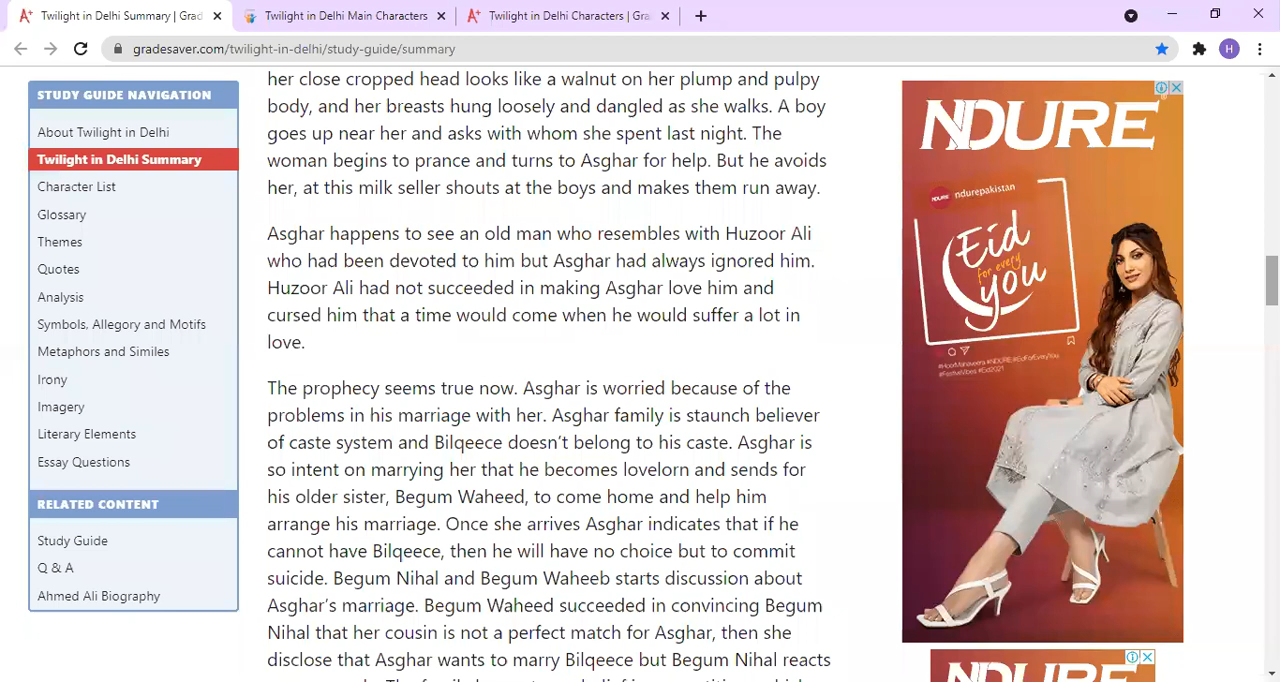 Twilight in Delhi Summary | Grad
Twilight in Delhi Main Characters
Twilight in Delhi Characters | Gra
gradesaver.com/twilight-in-delhi/study-guide/summary
H
STUDY GUIDE NAVIGATION
About Twilight in Delhi
Twilight in Delhi Summary
Character List
Glossary
Themes
Quotes
Analysis
Symbols, Allegory and Motifs
Metaphors and Similes
Irony
Imagery
Literary Elements
Essay Questions
RELATED CONTENT
Study Guide
Q & A
Ahmed Ali Biography
her close cropped head looks like a walnut on her plump and pulpy
body, and her breasts hung loosely and dangled as she walks. A boy
goes up near her and asks with whom she spent last night. The
woman begins to prance and turns to Asghar for help. But he avoids
her, at this milk seller shouts at the boys and makes them run away.
Asghar happens to see an old man who resembles with Huzoor Ali
who had been devoted to him but Asghar had always ignored him.
Huzoor Ali had not succeeded in making Asghar love him and
cursed him that a time would come when he would suffer a lot in
love.
The prophecy seems true now. Asghar is worried because of the
problems in his marriage with her. Asghar family is staunch believer
of caste system and Bilqeece doesn’t belong to his caste. Asghar is
so intent on marrying her that he becomes lovelorn and sends for
his older sister, Begum Waheed, to come home and help him
arrange his marriage. Once she arrives Asghar indicates that if he
cannot have Bilqeece, then he will have no choice but to commit
suicide. Begum Nihal and Begum Waheeb starts discussion about
Asghar’s marriage. Begum Waheed succeeded in convincing Begum
Nihal that her cousin is not a perfect match for Asghar, then she
disclose that Asghar wants to marry Bilqeece but Begum Nihal reacts
NDURE
NDURE
ndurepakistan
Eid
for every
you
#NDURE #EidForEveryYou
#FestiveVibes #Eid2021
NDURE